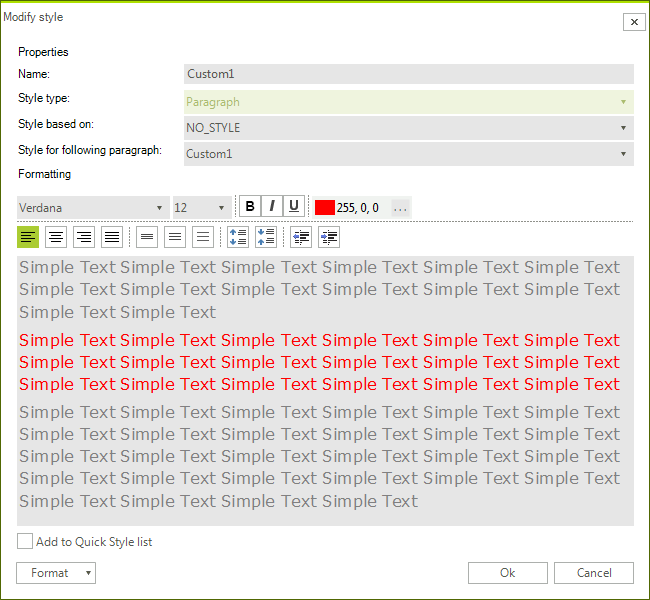 Modify style
Properties
Name: Custom1
Style type: Paragraph
Style based on: NO_STYLE
Style for following paragraph: Custom1
Formatting
Verdana 12 B I U 255, 0, 0 ...
Simple Text Simple Text Simple Text Simple Text Simple Text Simple Text
Simple Text Simple Text Simple Text Simple Text Simple Text Simple Text
Simple Text Simple Text
Simple Text Simple Text Simple Text Simple Text Simple Text Simple Text
Simple Text Simple Text Simple Text Simple Text Simple Text Simple Text
Simple Text Simple Text Simple Text Simple Text Simple Text Simple Text
Simple Text Simple Text Simple Text Simple Text Simple Text Simple Text
Simple Text Simple Text Simple Text Simple Text Simple Text Simple Text
Simple Text Simple Text Simple Text Simple Text Simple Text Simple Text
Simple Text Simple Text Simple Text Simple Text Simple Text Simple Text
Simple Text Simple Text Simple Text Simple Text
Add to Quick Style list
Format Ok Cancel